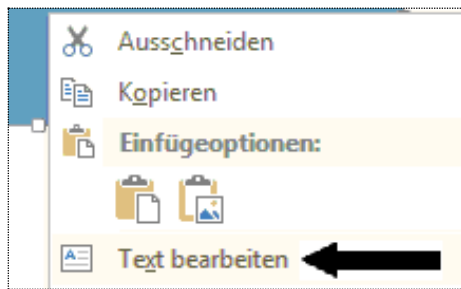 Ausschneiden
Kopieren
Einfügeoptionen:
Text bearbeiten